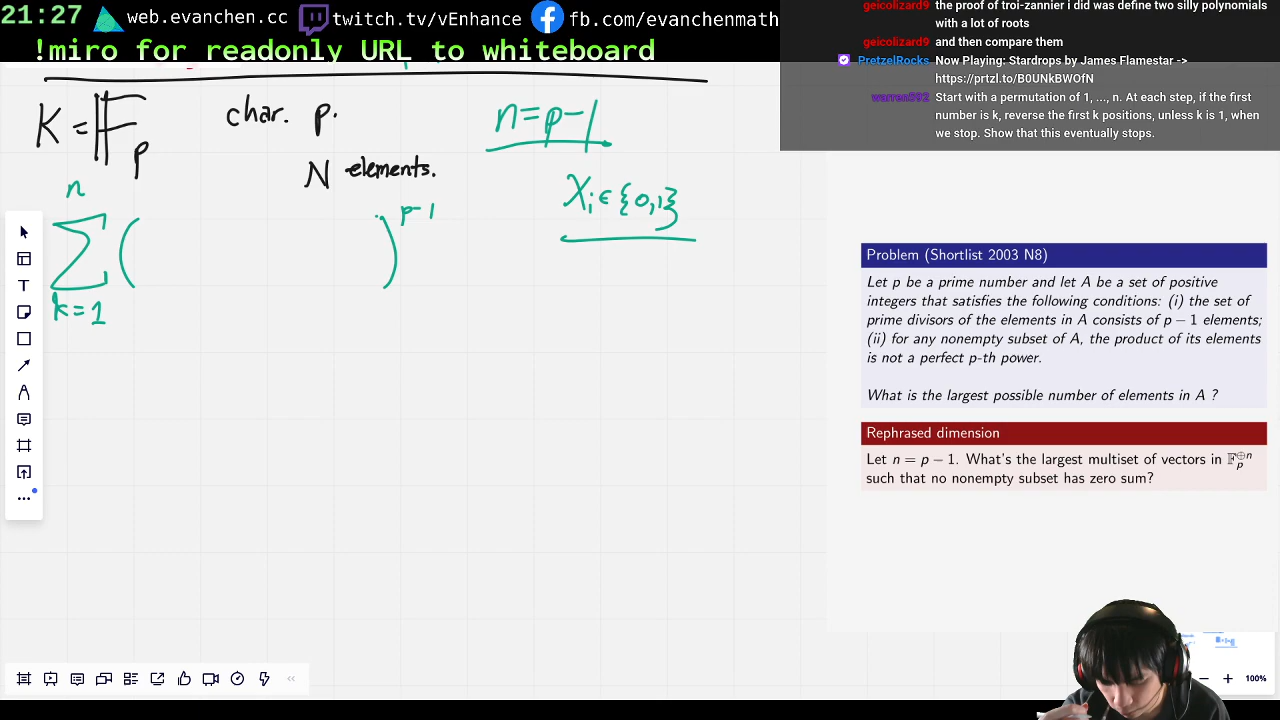 21:27 web.evanchen.cc twitch.tv/vEnhance fb.com/evanchenmath
!miro for readonly URL to whiteboard
geicolizard9 the proof of troi-zannier i did was define two silly polynomials
with a lot of roots
geicolizard9 and then compare them
PretzelRocks Now Playing: Stardrops by James Flamestar ->
https://prtzl.to/B0UNkBWOfN
warren592 Start with a permutation of 1, ..., n. At each step, if the first
number is k, reverse the first k positions, unless k is 1, when
we stop. Show that this eventually stops.
K = 𝔽_p char. p. n = p-1
N elements.
X_i ∈ {0,1}
∑_{k=1}^{n} ( )^{p-1}
Problem (Shortlist 2003 N8)
Let p be a prime number and let A be a set of positive
integers that satisfies the following conditions: (i) the set of
prime divisors of the elements in A consists of p − 1 elements;
(ii) for any nonempty subset of A, the product of its elements
is not a perfect p-th power.
What is the largest possible number of elements in A ?
Rephrased dimension
Let n = p − 1. What's the largest multiset of vectors in 𝔽_p^{⊕n}
such that no nonempty subset has zero sum?
100%